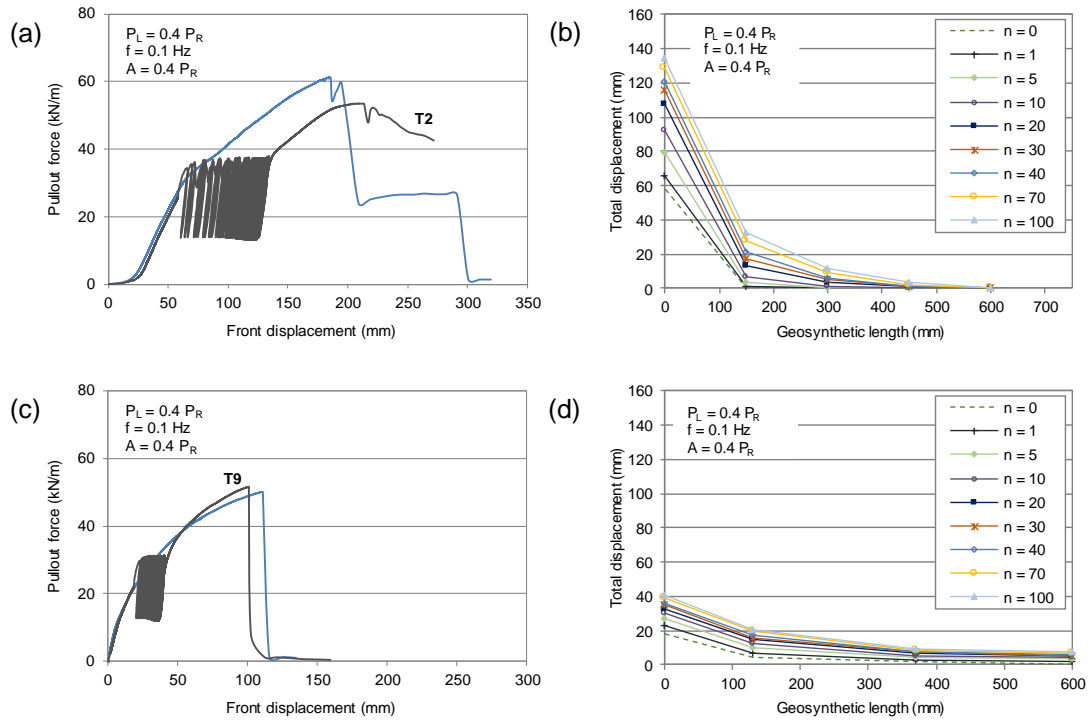 (a)
P_L = 0.4 P_R
f = 0.1 Hz
A = 0.4 P_R
T2
Pullout force (kN/m)
80
60
40
20
0
0 50 100 150 200 250 300 350
Front displacement (mm)
(b)
P_L = 0.4 P_R
f = 0.1 Hz
A = 0.4 P_R
n = 0
n = 1
n = 5
n = 10
n = 20
n = 30
n = 40
n = 70
n = 100
Total displacement (mm)
160
140
120
100
80
60
40
20
0
0 100 200 300 400 500 600 700
Geosynthetic length (mm)
(c)
P_L = 0.4 P_R
f = 0.1 Hz
A = 0.4 P_R
T9
Pullout force (kN/m)
80
60
40
20
0
0 50 100 150 200 250 300
Front displacement (mm)
(d)
P_L = 0.4 P_R
f = 0.1 Hz
A = 0.4 P_R
n = 0
n = 1
n = 5
n = 10
n = 20
n = 30
n = 40
n = 70
n = 100
Total displacement (mm)
160
140
120
100
80
60
40
20
0
0 100 200 300 400 500 600
Geosynthetic length (mm)